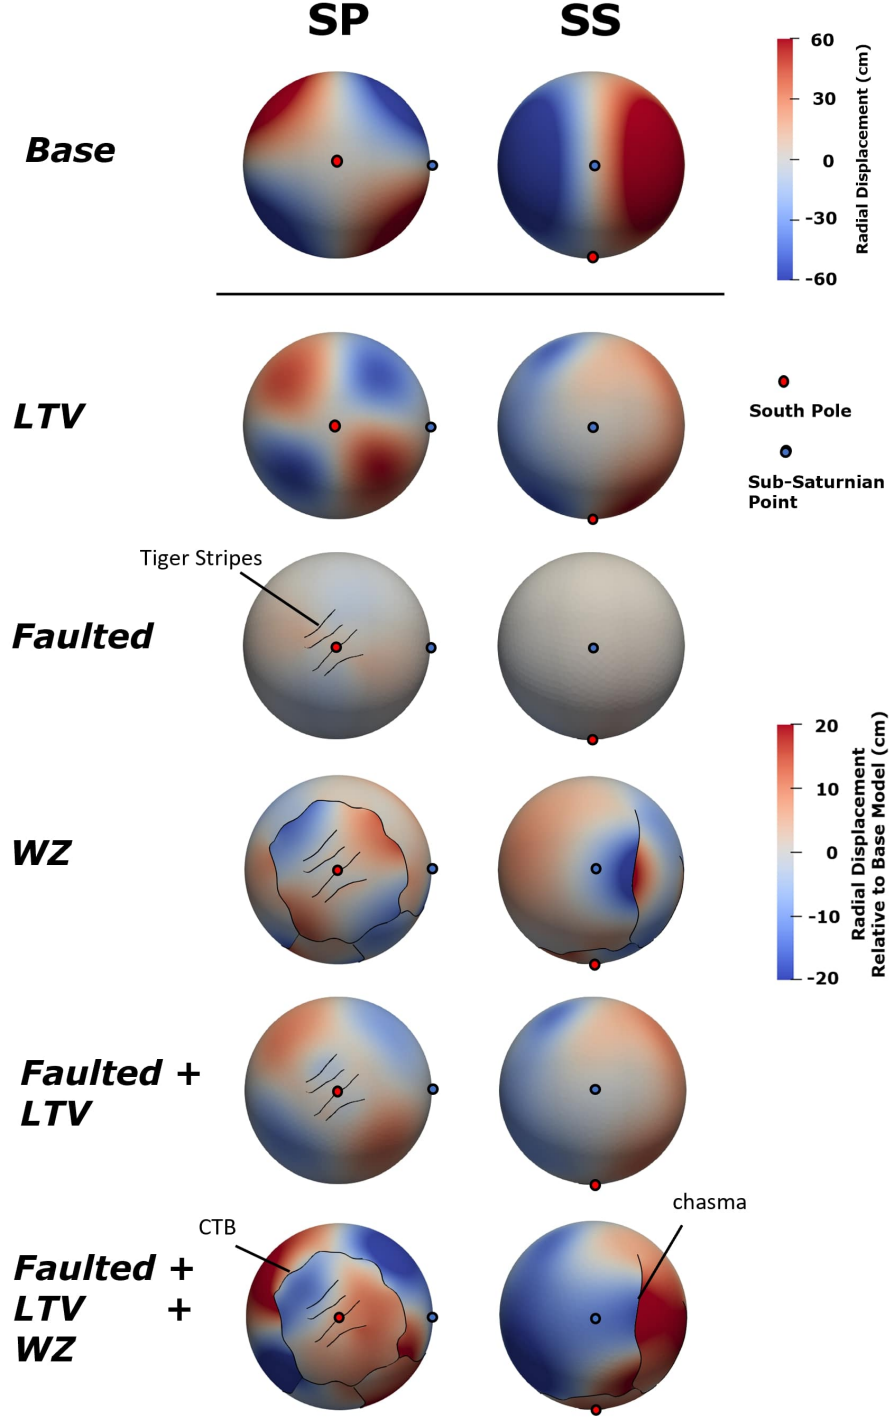 SP
SS
Base
60
30
0
-30
-60
Radial Displacement (cm)
LTV
South Pole
Sub-Saturnian
Point
Tiger Stripes
Faulted
WZ
20
10
0
-10
-20
Radial Displacement
Relative to Base Model (cm)
Faulted +
LTV
chasma
CTB
Faulted +
LTV +
WZ